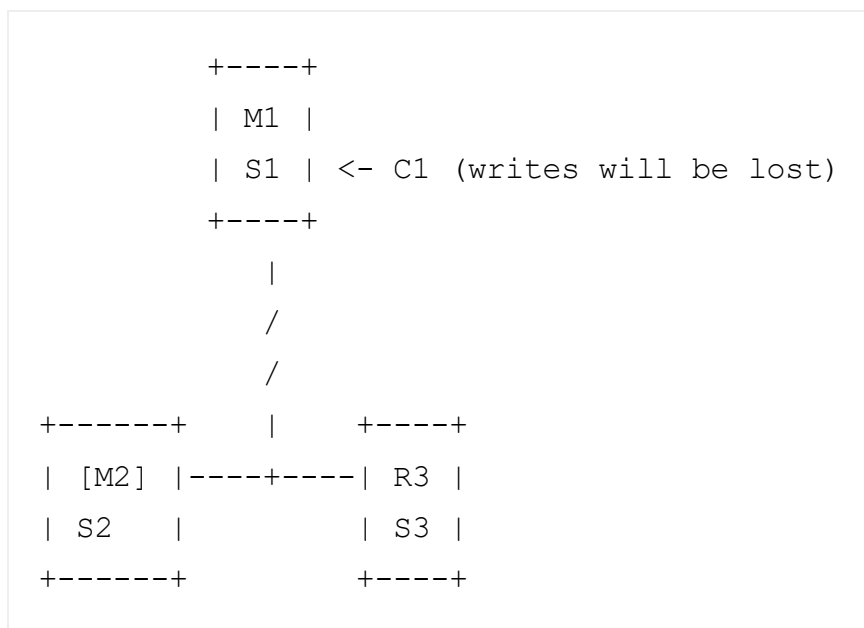 +----+
         | M1 |
         | S1 | <- C1 (writes will be lost)
         +----+
            |
            /
            /
+------+    |    +----+
| [M2] |----+----| R3 |
| S2   |         | S3 |
+------+         +----+